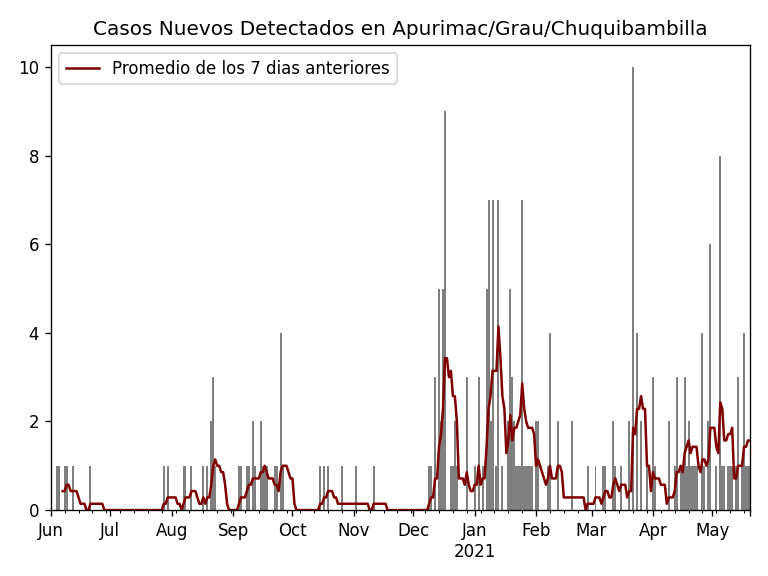 Casos Nuevos Detectados en Apurimac/Grau/Chuquibambilla
Promedio de los 7 dias anteriores
10
8
6
4
2
0
Jun Jul Aug Sep Oct Nov Dec Jan Feb Mar Apr May
2021